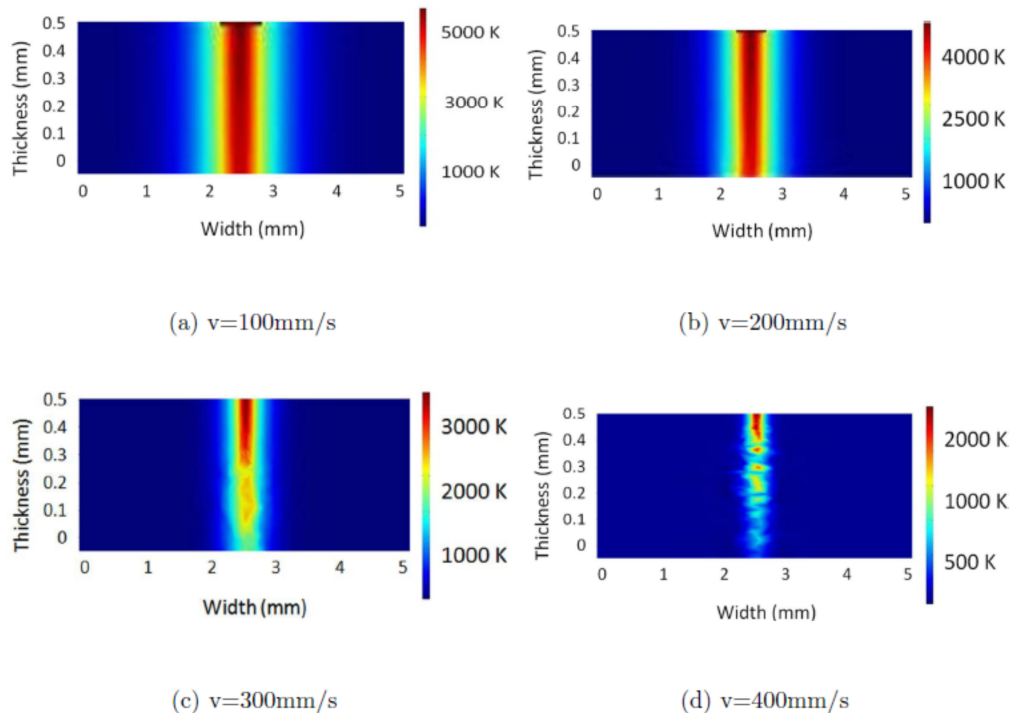 0.5
0.4
0.3
0.2
0.1
0
Thickness (mm)
0 1 2 3 4 5
Width (mm)
5000 K
3000 K
1000 K
(a) v=100mm/s
0.5
0.4
0.3
0.2
0.1
0
Thickness (mm)
0 1 2 3 4 5
Width (mm)
4000 K
2500 K
1000 K
(b) v=200mm/s
0.5
0.4
0.3
0.2
0.1
0
Thickness (mm)
0 1 2 3 4 5
Width (mm)
3000 K
2000 K
1000 K
(c) v=300mm/s
0.5
0.4
0.3
0.2
0.1
0
Thickness (mm)
0 1 2 3 4 5
Width (mm)
2000 K
1000 K
500 K
(d) v=400mm/s